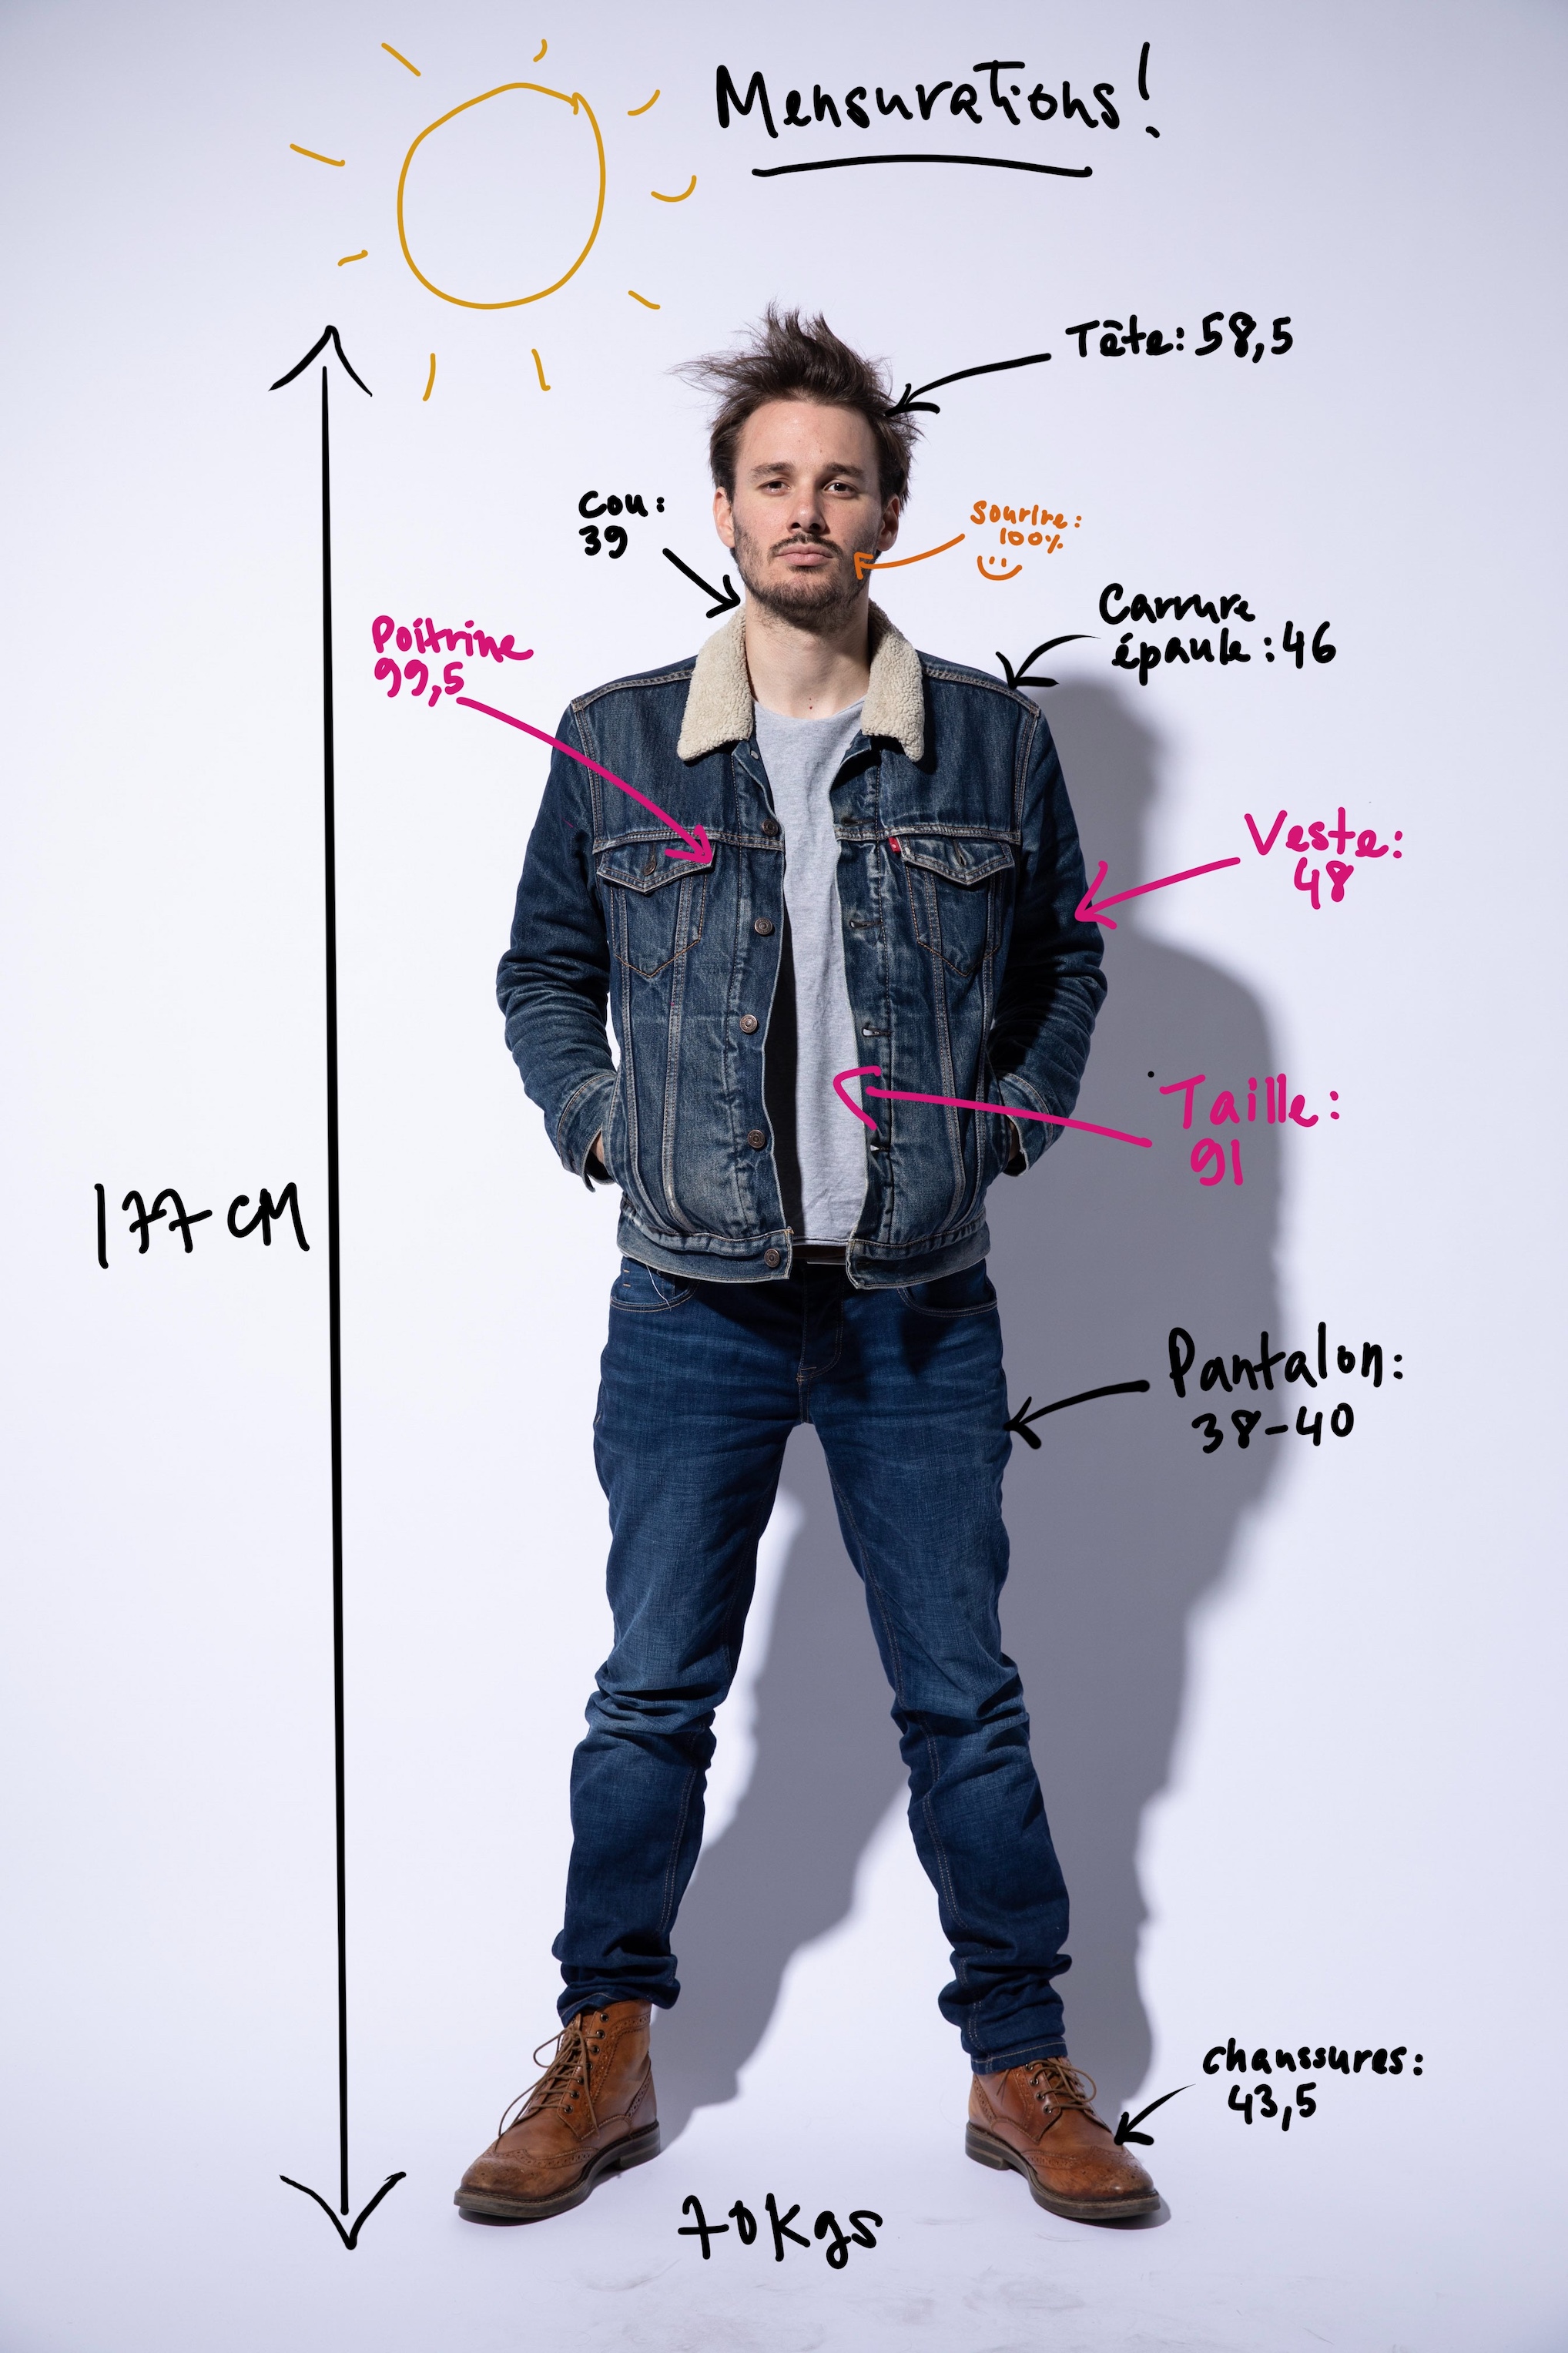 Mensurations!
Tête: 58,5
Cou:
39
sourire:
100%
Carrure
épaule: 46
Poitrine
99,5
Veste:
48
Taille:
91
177 CM
Pantalon:
38-40
chaussures:
43,5
70Kgs